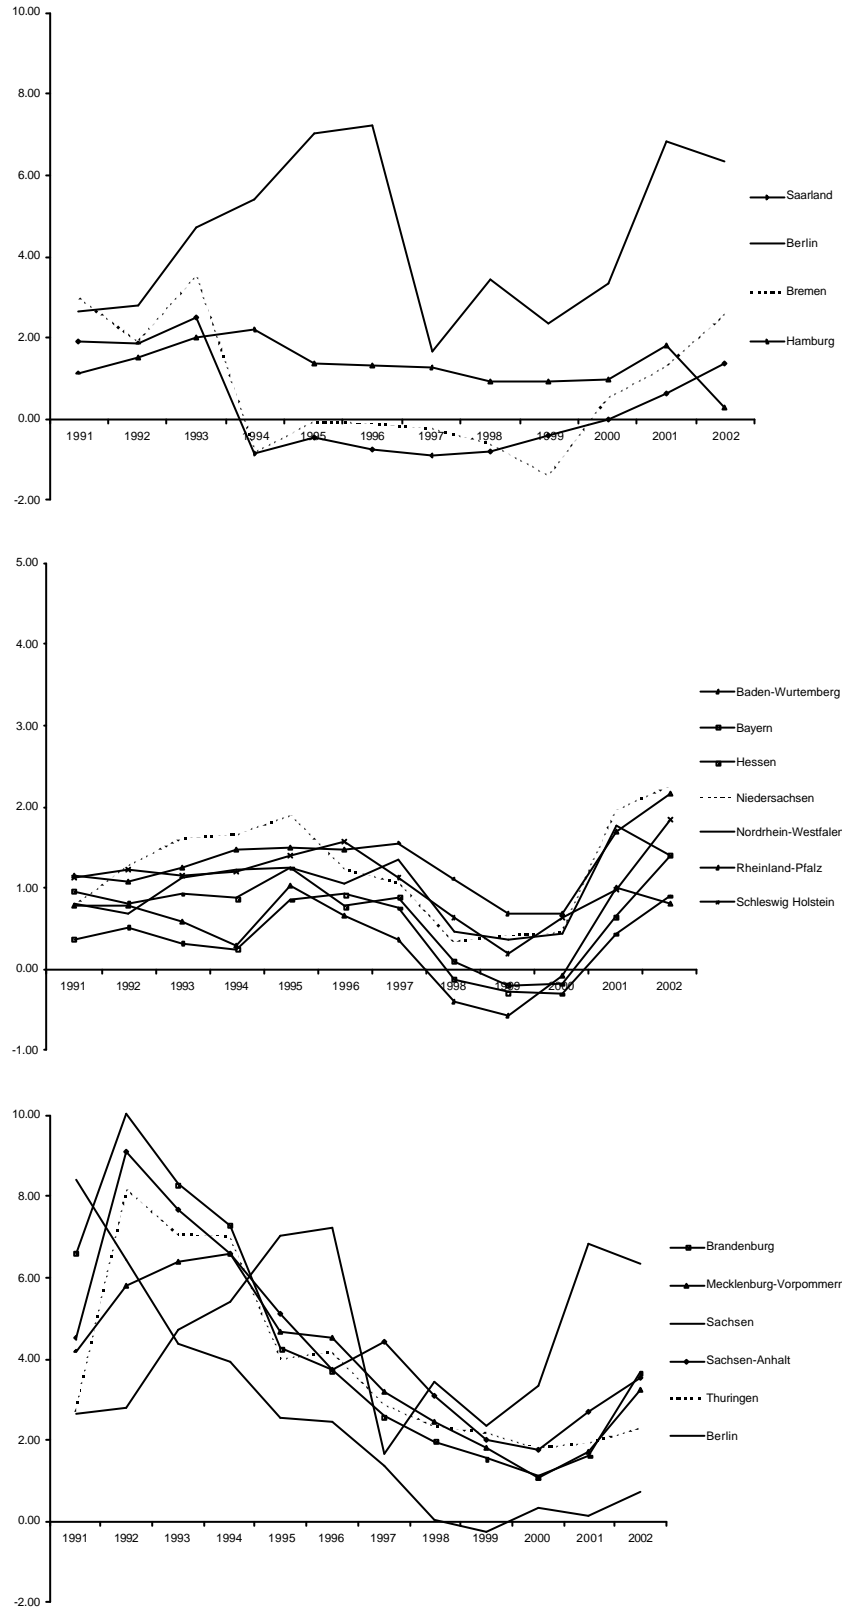 10.00
8.00
6.00
4.00
2.00
0.00
-2.00
1991 1992 1993 1994 1995 1996 1997 1998 1999 2000 2001 2002
Saarland
Berlin
Bremen
Hamburg
5.00
4.00
3.00
2.00
1.00
0.00
-1.00
1991 1992 1993 1994 1995 1996 1997 1998 1999 2000 2001 2002
Baden-Wurtemberg
Bayern
Hessen
Niedersachsen
Nordrhein-Westfalen
Rheinland-Pfalz
Schleswig Holstein
10.00
8.00
6.00
4.00
2.00
0.00
-2.00
1991 1992 1993 1994 1995 1996 1997 1998 1999 2000 2001 2002
Brandenburg
Mecklenburg-Vorpommern
Sachsen
Sachsen-Anhalt
Thuringen
Berlin